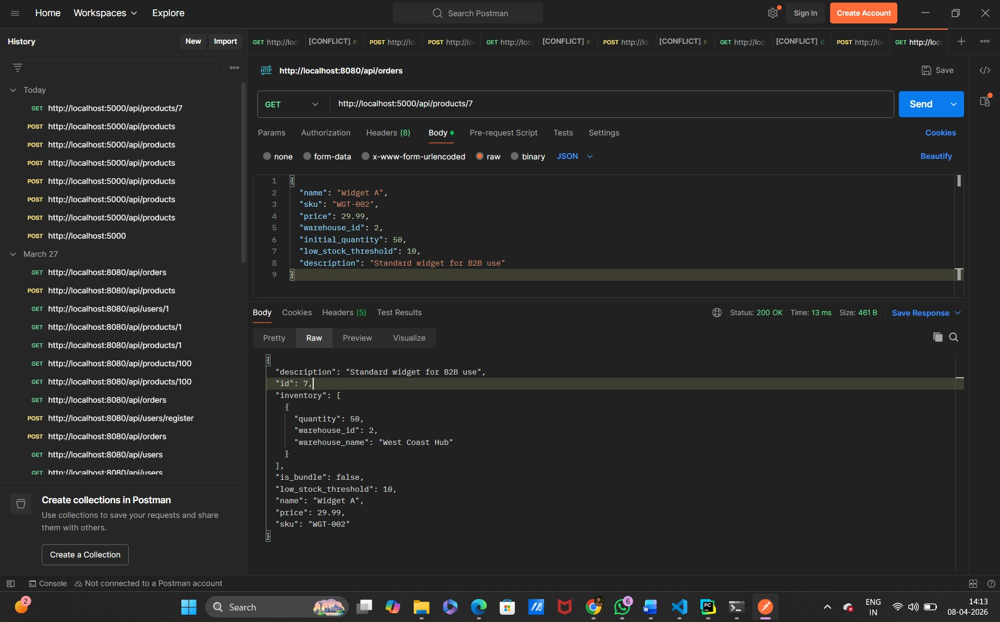 Home Workspaces Explore Search Postman Sign In Create Account
History New Import
GET http://loc [CONFLICT] P POST http://lo POST http://lo GET http://loc [CONFLICT] P POST http://lo [CONFLICT] P GET http://loc [CONFLICT] G POST http://lo GET http://loc
HTTP http://localhost:8080/api/orders Save
GET http://localhost:5000/api/products/7 Send
Params Authorization Headers (8) Body Pre-request Script Tests Settings Cookies
none form-data x-www-form-urlencoded raw binary JSON Beautify
1 {
2 "name": "Widget A",
3 "sku": "WGT-002",
4 "price": 29.99,
5 "warehouse_id": 2,
6 "initial_quantity": 50,
7 "low_stock_threshold": 10,
8 "description": "Standard widget for B2B use"
9 }
Body Cookies Headers (5) Test Results Status: 200 OK Time: 13 ms Size: 461 B Save Response
Pretty Raw Preview Visualize
{
"description": "Standard widget for B2B use",
"id": 7,
"inventory": [
{
"quantity": 50,
"warehouse_id": 2,
"warehouse_name": "West Coast Hub"
}
],
"is_bundle": false,
"low_stock_threshold": 10,
"name": "Widget A",
"price": 29.99,
"sku": "WGT-002"
}
Today
GET http://localhost:5000/api/products/7
POST http://localhost:5000/api/products
POST http://localhost:5000/api/products
POST http://localhost:5000/api/products
POST http://localhost:5000/api/products
POST http://localhost:5000/api/products
POST http://localhost:5000/api/products
POST http://localhost:5000
March 27
GET http://localhost:8080/api/orders
POST http://localhost:8080/api/products
GET http://localhost:8080/api/users/1
GET http://localhost:8080/api/products/1
GET http://localhost:8080/api/products/1
GET http://localhost:8080/api/products/100
GET http://localhost:8080/api/products/100
GET http://localhost:8080/api/orders
POST http://localhost:8080/api/users/register
POST http://localhost:8080/api/orders
GET http://localhost:8080/api/users
GET http://localhost:8080/api/users
Create collections in Postman
Use collections to save your requests and share
them with others.
Create a Collection
Console Not connected to a Postman account
2 Search 6 PC ENG 14:13
IN 08-04-2026